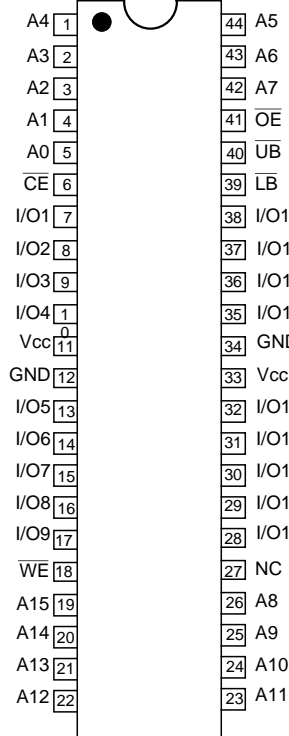 A4 1 44 A5
A3 2 43 A6
A2 3 42 A7
A1 4 41 OE
A0 5 40 UB
CE 6 39 LB
I/O1 7 38 I/O1
I/O2 8 37 I/O1
I/O3 9 36 I/O1
I/O4 10 35 I/O1
Vcc 11 34 GND
GND 12 33 Vcc
I/O5 13 32 I/O1
I/O6 14 31 I/O1
I/O7 15 30 I/O1
I/O8 16 29 I/O1
I/O9 17 28 I/O1
WE 18 27 NC
A15 19 26 A8
A14 20 25 A9
A13 21 24 A10
A12 22 23 A11